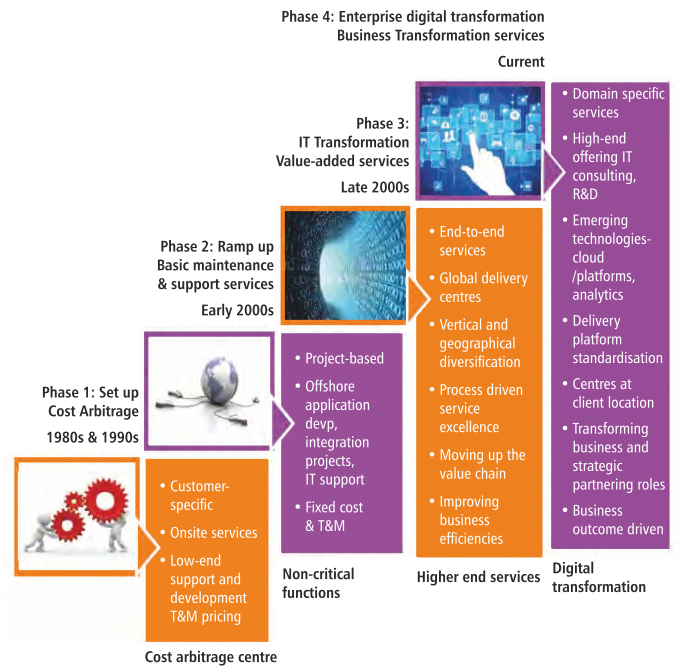 Phase 4: Enterprise digital transformation
Business Transformation services
Current
• Domain specific
services
• High-end
offering IT
consulting,
R&D
• Emerging
technologies-
cloud
/platforms,
analytics
• Delivery
platform
standardisation
• Centres at
client location
• Transforming
business and
strategic
partnering roles
• Business
outcome driven
Digital
transformation
Phase 3:
IT Transformation
Value-added services
Late 2000s
• End-to-end
services
• Global delivery
centres
• Vertical and
geographical
diversification
• Process driven
service
excellence
• Moving up the
value chain
• Improving
business
efficiencies
Higher end services
Phase 2: Ramp up
Basic maintenance
& support services
Early 2000s
• Project-based
• Offshore
application
devp,
integration
projects,
IT support
• Fixed cost
& T&M
Non-critical
functions
Phase 1: Set up
Cost Arbitrage
1980s & 1990s
• Customer-
specific
• Onsite services
• Low-end
support and
development
T&M pricing
Cost arbitrage centre